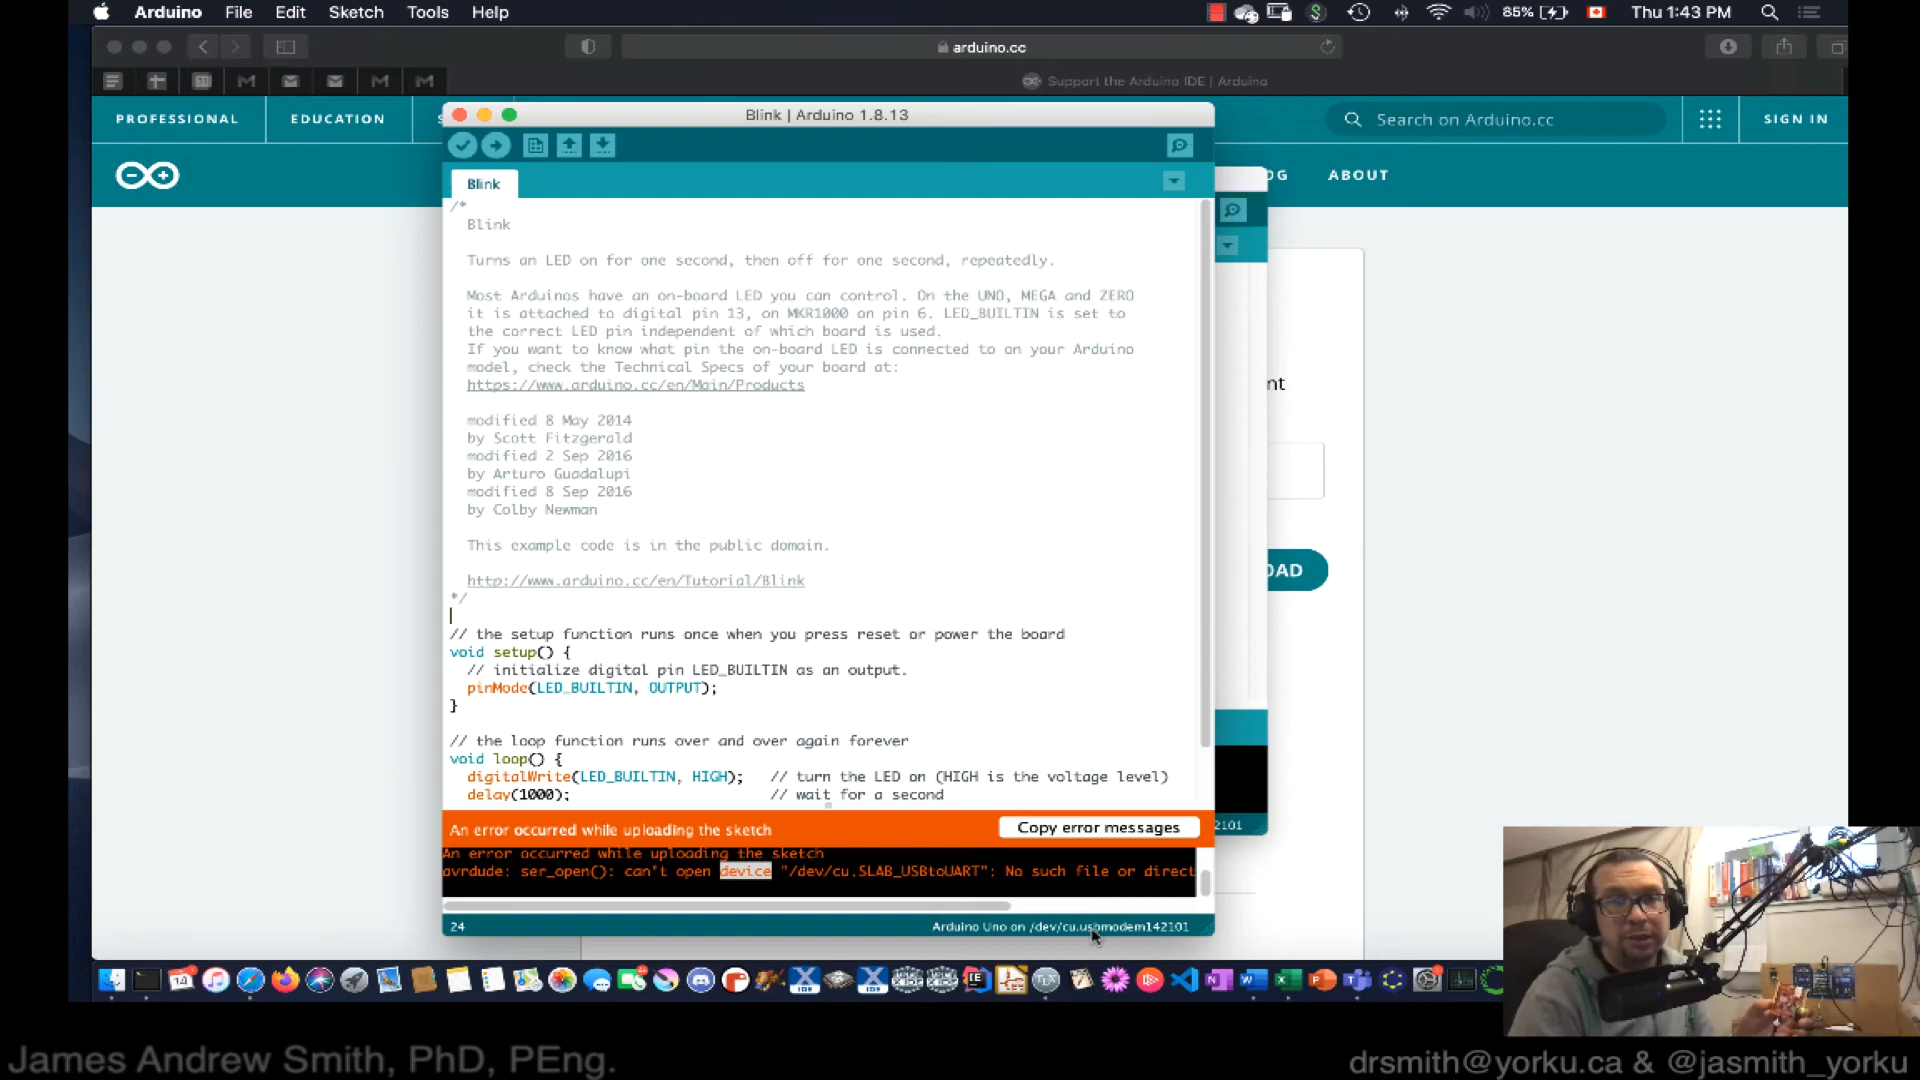 Arduino File Edit Sketch Tools Help
85% Thu 1:43 PM
arduino.cc
Support the Arduino IDE | Arduino
PROFESSIONAL EDUCATION S
Search on Arduino.cc
SIGN IN
OG ABOUT
Blink | Arduino 1.8.13
Blink
/*
Blink
Turns an LED on for one second, then off for one second, repeatedly.
Most Arduinos have an on-board LED you can control. On the UNO, MEGA and ZERO
it is attached to digital pin 13, on MKR1000 on pin 6. LED_BUILTIN is set to
the correct LED pin independent of which board is used.
If you want to know what pin the on-board LED is connected to on your Arduino
model, check the Technical Specs of your board at:
https://www.arduino.cc/en/Main/Products
nt
modified 8 May 2014
by Scott Fitzgerald
modified 2 Sep 2016
by Arturo Guadalupi
modified 8 Sep 2016
by Colby Newman
This example code is in the public domain.
OAD
http://www.arduino.cc/en/Tutorial/Blink
*/
// the setup function runs once when you press reset or power the board
void setup() {
// initialize digital pin LED_BUILTIN as an output.
pinMode(LED_BUILTIN, OUTPUT);
}
// the loop function runs over and over again forever
void loop() {
digitalWrite(LED_BUILTIN, HIGH); // turn the LED on (HIGH is the voltage level)
delay(1000); // wait for a second
An error occurred while uploading the sketch
Copy error messages
2101
An error occurred while uploading the sketch
avrdude: ser_open(): can't open device "/dev/cu.SLAB_USBtoUART": No such file or direct
24
Arduino Uno on /dev/cu.usbmodem142101
James Andrew Smith, PhD, PEng.
drsmith@yorku.ca & @jasmith_yorku